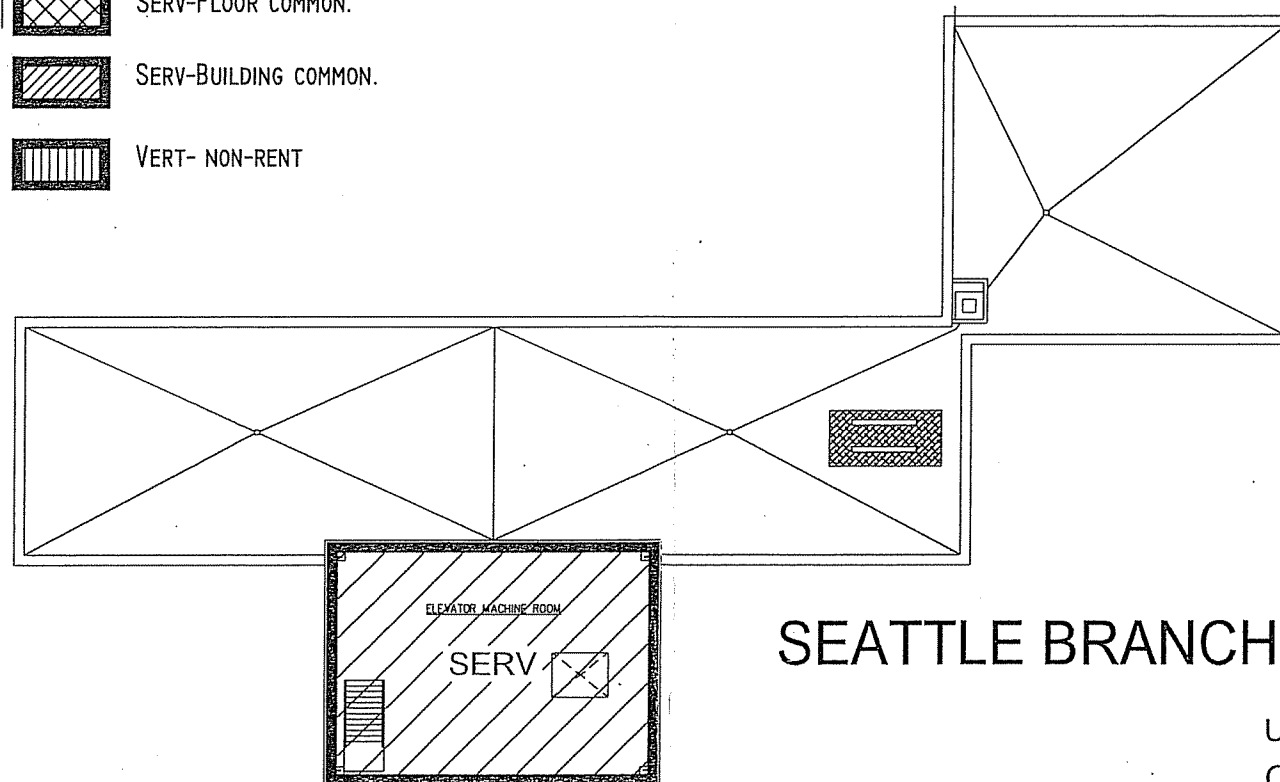 SERV-FLOOR COMMON.
SERV-BUILDING COMMON.
VERT- NON-RENT
ELEVATOR MACHINE ROOM
SERV
SEATTLE BRANCH